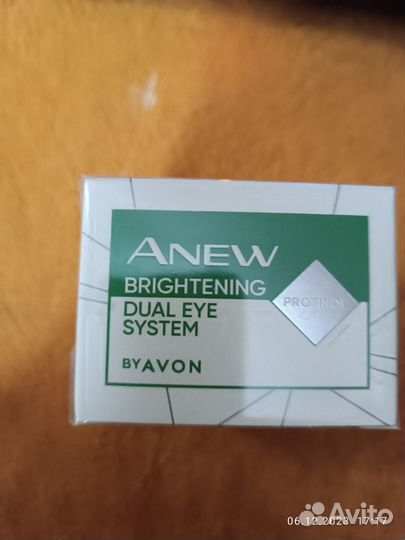 ANEW
BRIGHTENING
DUAL EYE
SYSTEM
PROTINOL
BY AVON
06.12.2023 17:17
Avito